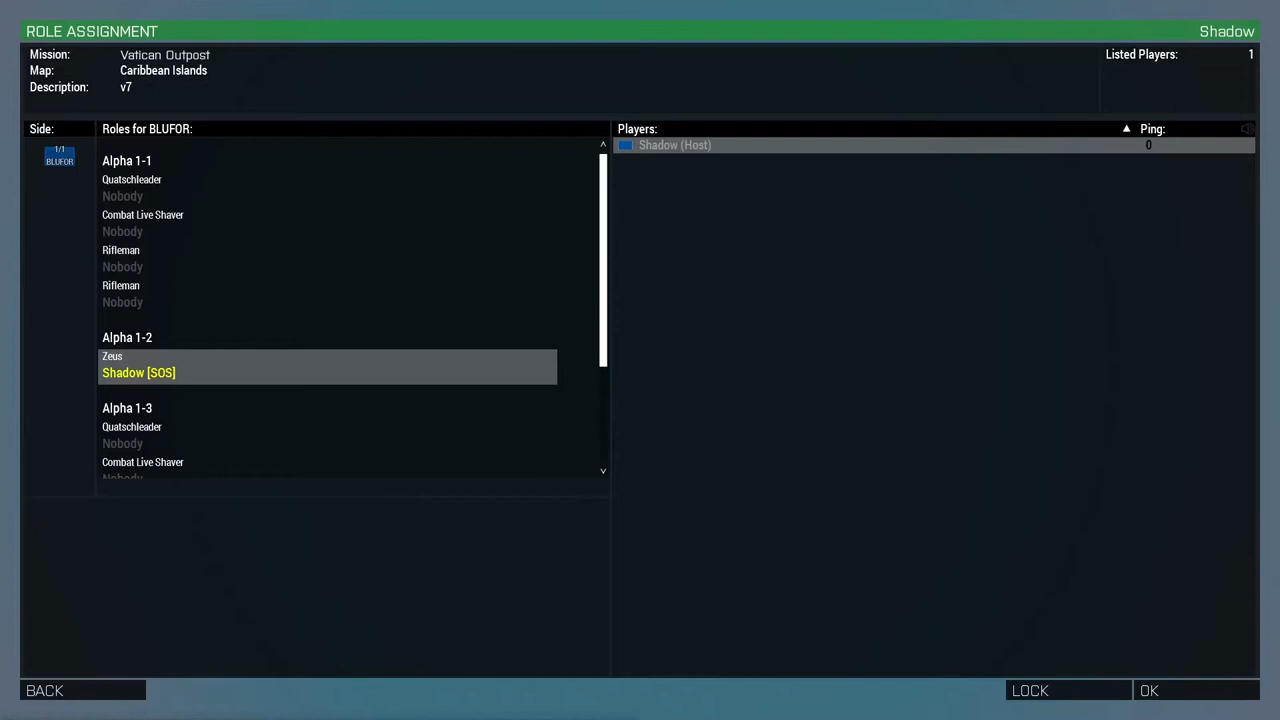 ROLE ASSIGNMENT Shadow
Mission: Vatican Outpost Listed Players: 1
Map: Caribbean Islands
Description: v7
Side: Roles for BLUFOR: Players: ▲ Ping:
1/1
BLUFOR
Shadow (Host) 0
Alpha 1-1
Quatschleader
Nobody
Combat Live Shaver
Nobody
Rifleman
Nobody
Rifleman
Nobody
Alpha 1-2
Zeus
Shadow [SOS]
Alpha 1-3
Quatschleader
Nobody
Combat Live Shaver
Nobody
BACK LOCK OK